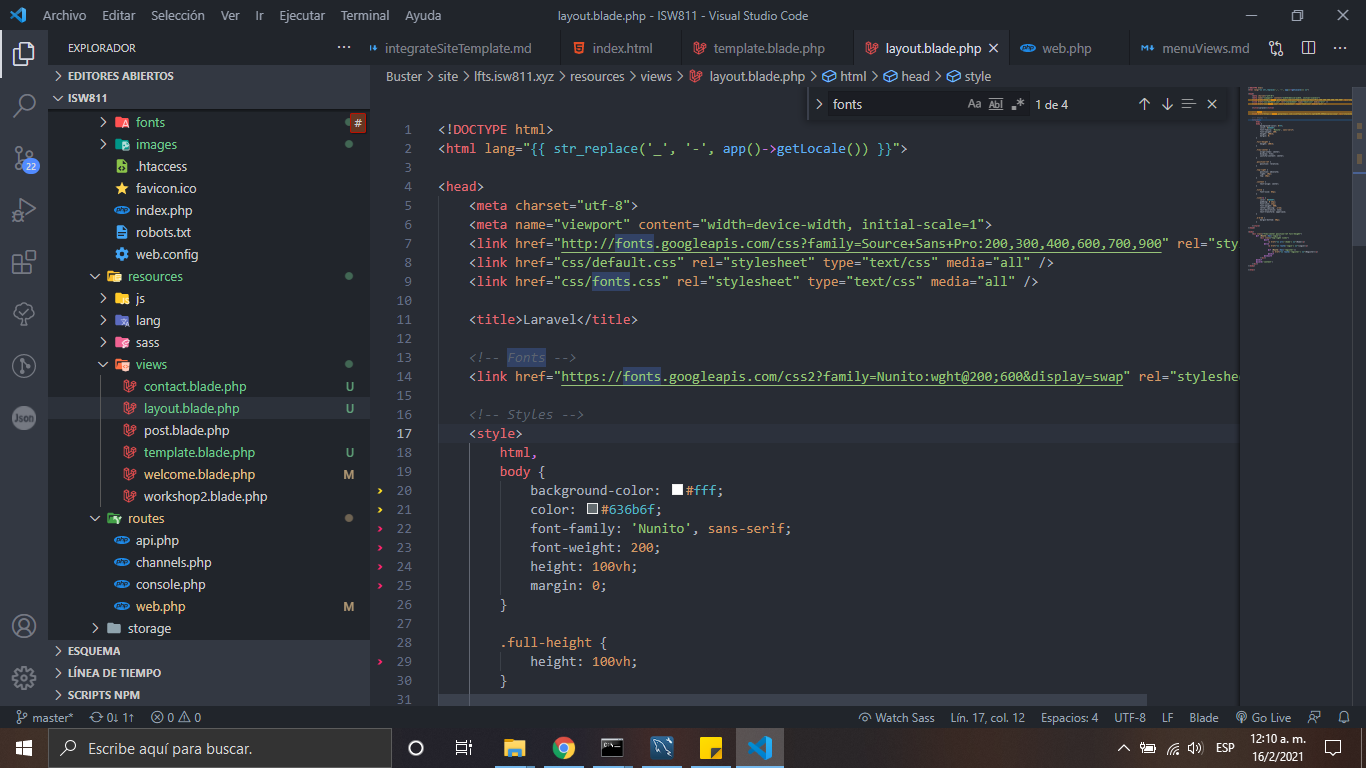 Archivo Editar Selección Ver Ir Ejecutar Terminal Ayuda layout.blade.php - ISW811 - Visual Studio Code
EXPLORADOR
EDITORES ABIERTOS
ISW811
fonts #
images
.htaccess
favicon.ico
index.php
robots.txt
web.config
resources
js
lang
sass
views
contact.blade.php U
layout.blade.php U
post.blade.php
template.blade.php U
welcome.blade.php M
workshop2.blade.php
routes
api.php
channels.php
console.php
web.php M
storage
ESQUEMA
LÍNEA DE TIEMPO
SCRIPTS NPM
22
Json
integrateSiteTemplate.md index.html template.blade.php layout.blade.php web.php menuViews.md
Buster > site > lfts.isw811.xyz > resources > views > layout.blade.php > html > head > style
fonts Aa Abl .* 1 de 4
1 <!DOCTYPE html>
2 <html lang="{{ str_replace('_', '-', app()->getLocale()) }}">
3
4 <head>
5 <meta charset="utf-8">
6 <meta name="viewport" content="width=device-width, initial-scale=1">
7 <link href="http://fonts.googleapis.com/css?family=Source+Sans+Pro:200,300,400,600,700,900" rel="sty
8 <link href="css/default.css" rel="stylesheet" type="text/css" media="all" />
9 <link href="css/fonts.css" rel="stylesheet" type="text/css" media="all" />
10
11 <title>Laravel</title>
12
13 <!-- Fonts -->
14 <link href="https://fonts.googleapis.com/css2?family=Nunito:wght@200;600&display=swap" rel="styleshe
15
16 <!-- Styles -->
17 <style>
18 html,
19 body {
20 background-color: #fff;
21 color: #636b6f;
22 font-family: 'Nunito', sans-serif;
23 font-weight: 200;
24 height: 100vh;
25 margin: 0;
26 }
27
28 .full-height {
29 height: 100vh;
30 }
31
master* 0↓ 1↑ 0 0 Watch Sass Lín. 17, col. 12 Espacios: 4 UTF-8 LF Blade Go Live
Escribe aquí para buscar. ESP 12:10 a. m.
16/2/2021